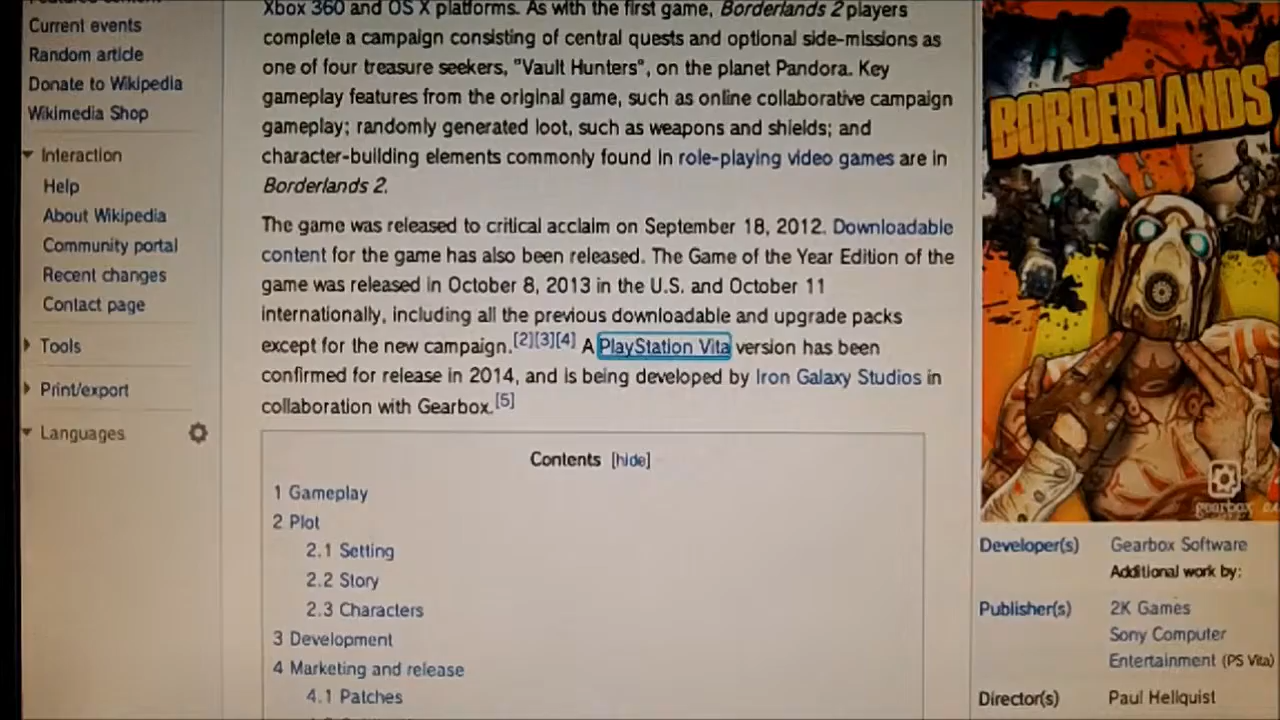 Current events
Random article
Donate to Wikipedia
Wikimedia Shop
Interaction
Help
About Wikipedia
Community portal
Recent changes
Contact page
Tools
Print/export
Languages
Xbox 360 and OS X platforms. As with the first game, Borderlands 2 players
complete a campaign consisting of central quests and optional side-missions as
one of four treasure seekers, "Vault Hunters", on the planet Pandora. Key
gameplay features from the original game, such as online collaborative campaign
gameplay; randomly generated loot, such as weapons and shields; and
character-building elements commonly found in role-playing video games are in
Borderlands 2.
The game was released to critical acclaim on September 18, 2012. Downloadable
content for the game has also been released. The Game of the Year Edition of the
game was released in October 8, 2013 in the U.S. and October 11
internationally, including all the previous downloadable and upgrade packs
except for the new campaign.[2][3][4] A PlayStation Vita version has been
confirmed for release in 2014, and is being developed by Iron Galaxy Studios in
collaboration with Gearbox.[5]
Contents [hide]
1 Gameplay
2 Plot
2.1 Setting
2.2 Story
2.3 Characters
3 Development
4 Marketing and release
4.1 Patches
BORDERLANDS
gearbox
Developer(s) Gearbox Software
Additional work by:
Publisher(s) 2K Games
Sony Computer
Entertainment (PS Vita)
Director(s) Paul Hellquist